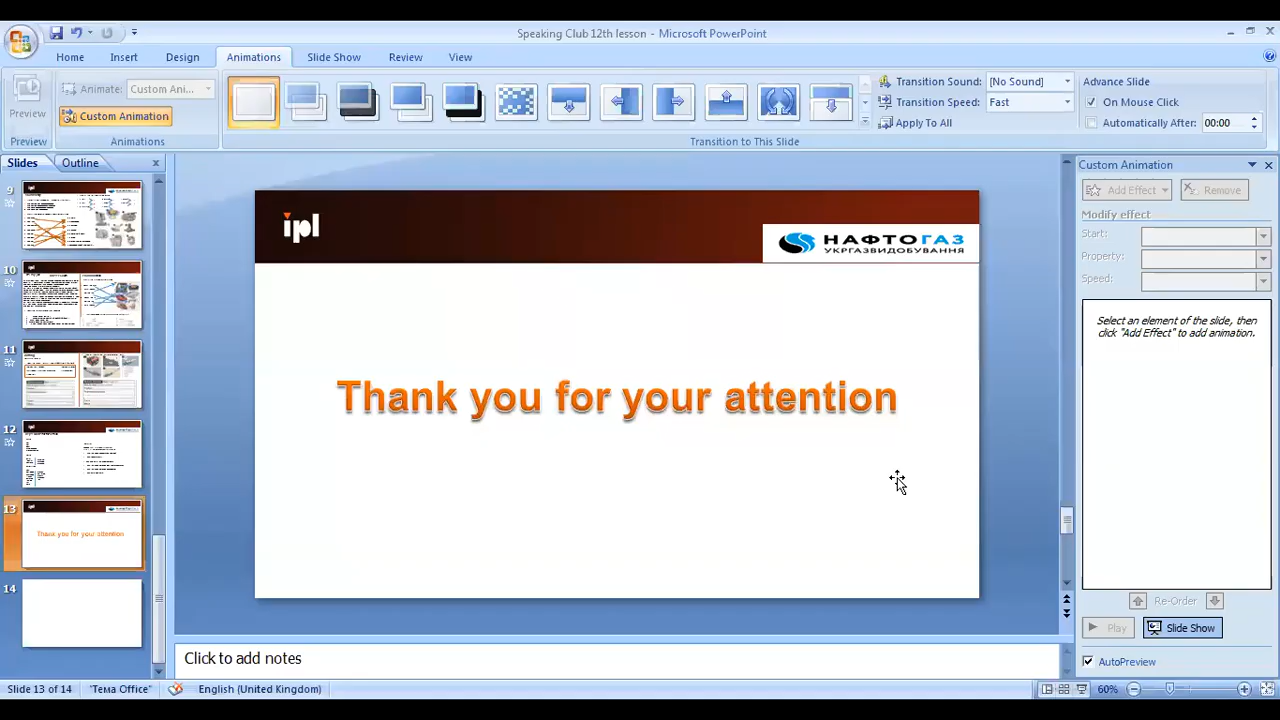 Speaking Club 12th lesson - Microsoft PowerPoint
Home Insert Design Animations Slide Show Review View
Preview
Preview
Animate: Custom Ani...
Custom Animation
Animations
Transition Sound: [No Sound]
Transition Speed: Fast
Apply To All
Transition to This Slide
Advance Slide
On Mouse Click
Automatically After: 00:00
Slides Outline
9
10
11
12
13
Thank you for your attention
14
ipl
НАФТОГАЗ
УКРГАЗВИДОБУВАННЯ
Thank you for your attention
Click to add notes
Custom Animation
Add Effect Remove
Modify effect
Start:
Property:
Speed:
Select an element of the slide, then
click "Add Effect" to add animation.
Re-Order
Play Slide Show
AutoPreview
Slide 13 of 14 "Тема Office" English (United Kingdom) 60%